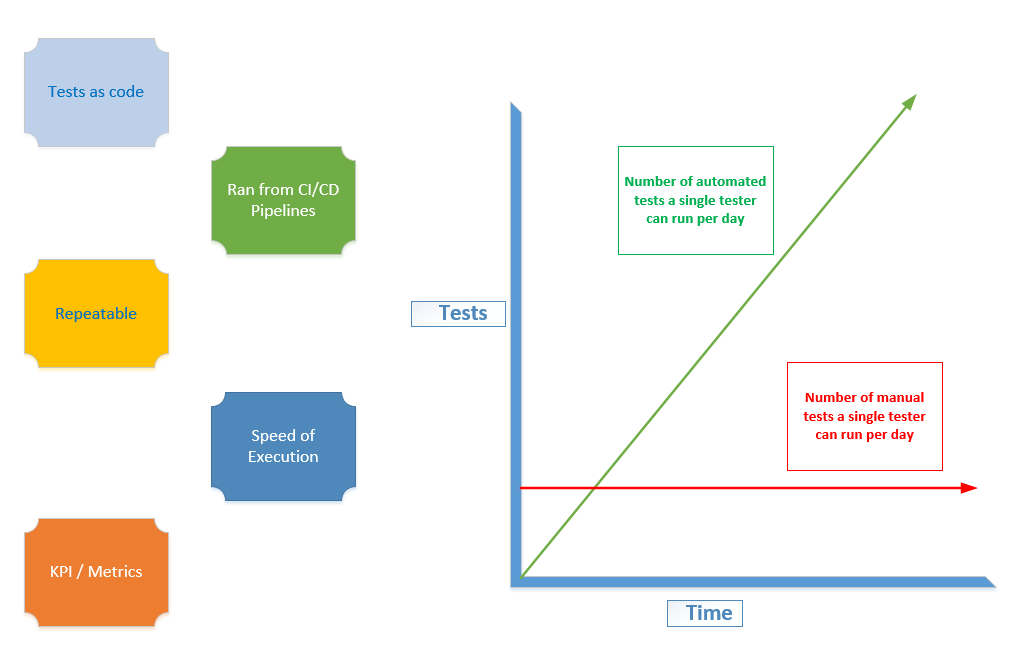 Tests as code
Ran from CI/CD
Pipelines
Repeatable
Speed of
Execution
KPI / Metrics
Tests
Number of automated
tests a single tester
can run per day
Number of manual
tests a single tester
can run per day
Time